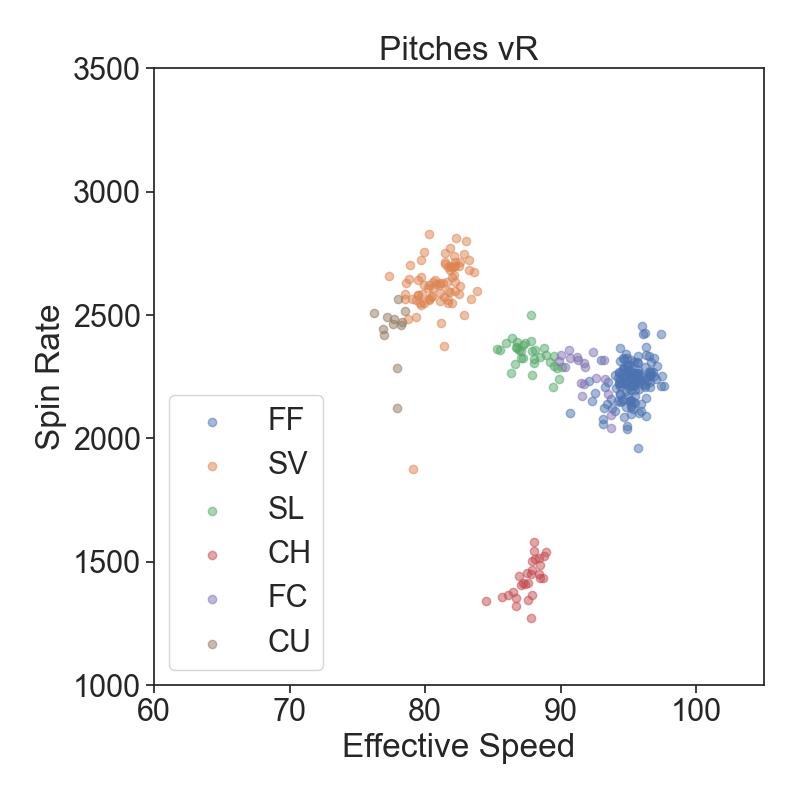 Pitches vR
3500
3000
2500
2000
1500
1000
Spin Rate
FF
SV
SL
CH
FC
CU
60 70 80 90 100
Effective Speed